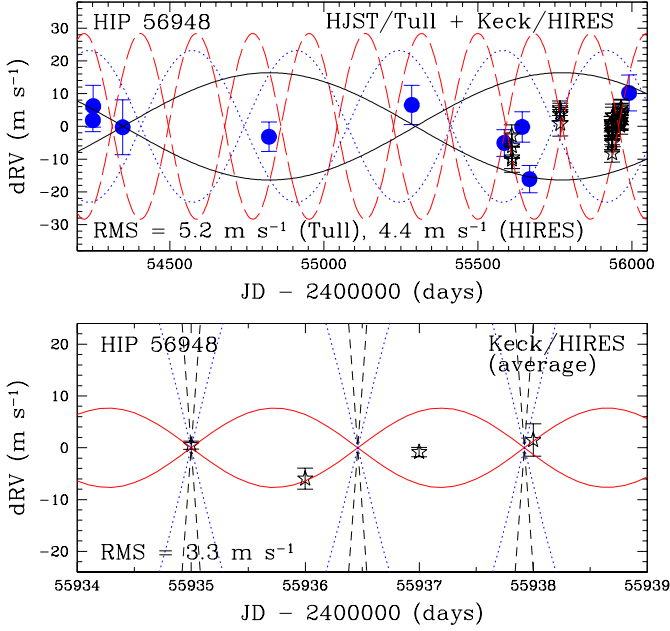 HIP 56948 HJST/Tull + Keck/HIRES
30
20
10
0
−10
−20
−30
dRV (m s⁻¹)
RMS = 5.2 m s⁻¹ (Tull), 4.4 m s⁻¹ (HIRES)
54500 55000 55500 56000
JD − 2400000 (days)
HIP 56948 Keck/HIRES
(average)
20
10
0
−10
−20
dRV (m s⁻¹)
RMS = 3.3 m s⁻¹
55934 55935 55936 55937 55938 55939
JD − 2400000 (days)